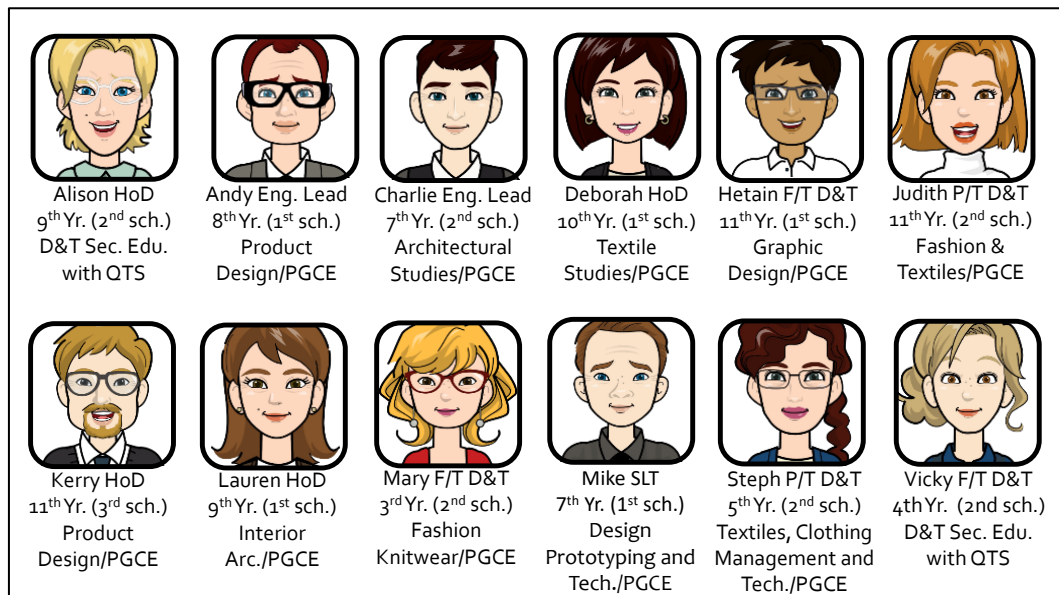 Alison HoD
9th Yr. (2nd sch.)
D&T Sec. Edu.
with QTS
Andy Eng. Lead
8th Yr. (1st sch.)
Product
Design/PGCE
Charlie Eng. Lead
7th Yr. (2nd sch.)
Architectural
Studies/PGCE
Deborah HoD
10th Yr. (1st sch.)
Textile
Studies/PGCE
Hetain F/T D&T
11th Yr. (1st sch.)
Graphic
Design/PGCE
Judith P/T D&T
11th Yr. (2nd sch.)
Fashion &
Textiles/PGCE
Kerry HoD
11th Yr. (3rd sch.)
Product
Design/PGCE
Lauren HoD
9th Yr. (1st sch.)
Interior
Arc./PGCE
Mary F/T D&T
3rd Yr. (2nd sch.)
Fashion
Knitwear/PGCE
Mike SLT
7th Yr. (1st sch.)
Design
Prototyping and
Tech./PGCE
Steph P/T D&T
5th Yr. (2nd sch.)
Textiles, Clothing
Management and
Tech./PGCE
Vicky F/T D&T
4th Yr. (2nd sch.)
D&T Sec. Edu.
with QTS